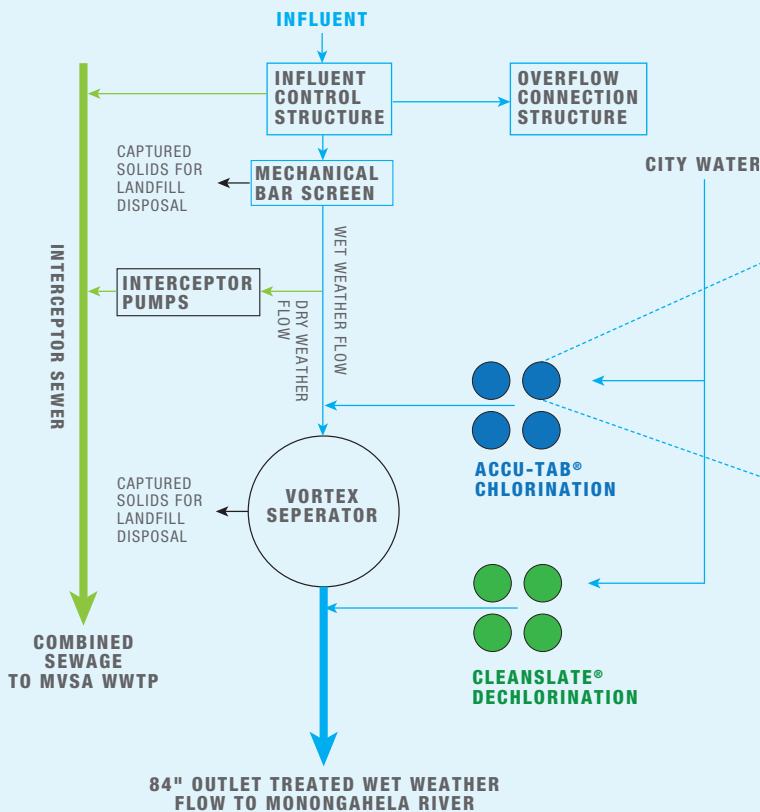 INFLUENT
INFLUENT
CONTROL
STRUCTURE
OVERFLOW
CONNECTION
STRUCTURE
CAPTURED
SOLIDS FOR
LANDFILL
DISPOSAL
MECHANICAL
BAR SCREEN
CITY WATER
INTERCEPTOR SEWER
INTERCEPTOR
PUMPS
WET WEATHER FLOW
DRY WEATHER
FLOW
ACCU-TAB®
CHLORINATION
CAPTURED
SOLIDS FOR
LANDFILL
DISPOSAL
VORTEX
SEPERATOR
COMBINED
SEWAGE
TO MVSA WWTP
CLEANSLATE®
DECHLORINATION
84" OUTLET TREATED WET WEATHER
FLOW TO MONONGAHELA RIVER